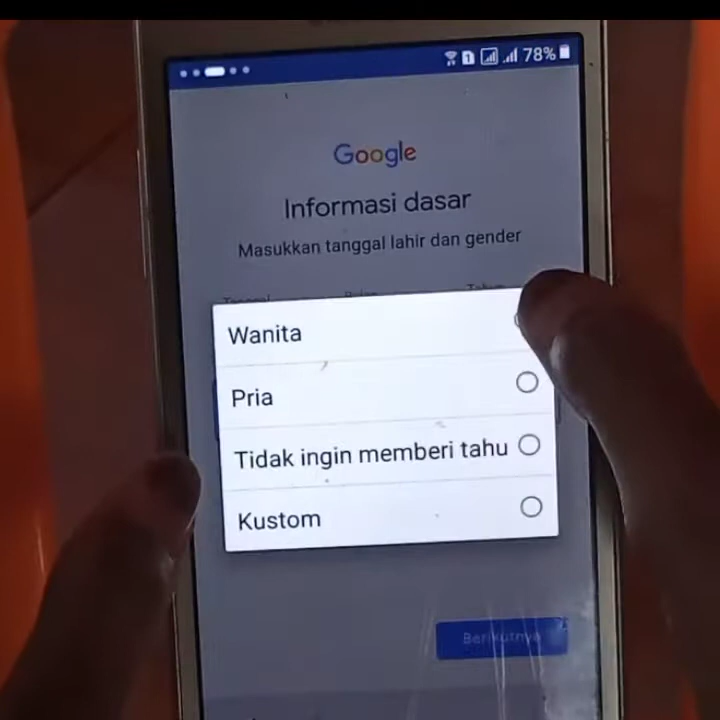 78%
Google
Informasi dasar
Masukkan tanggal lahir dan gender
Wanita
Pria
Tidak ingin memberi tahu
Kustom
Berikutnya